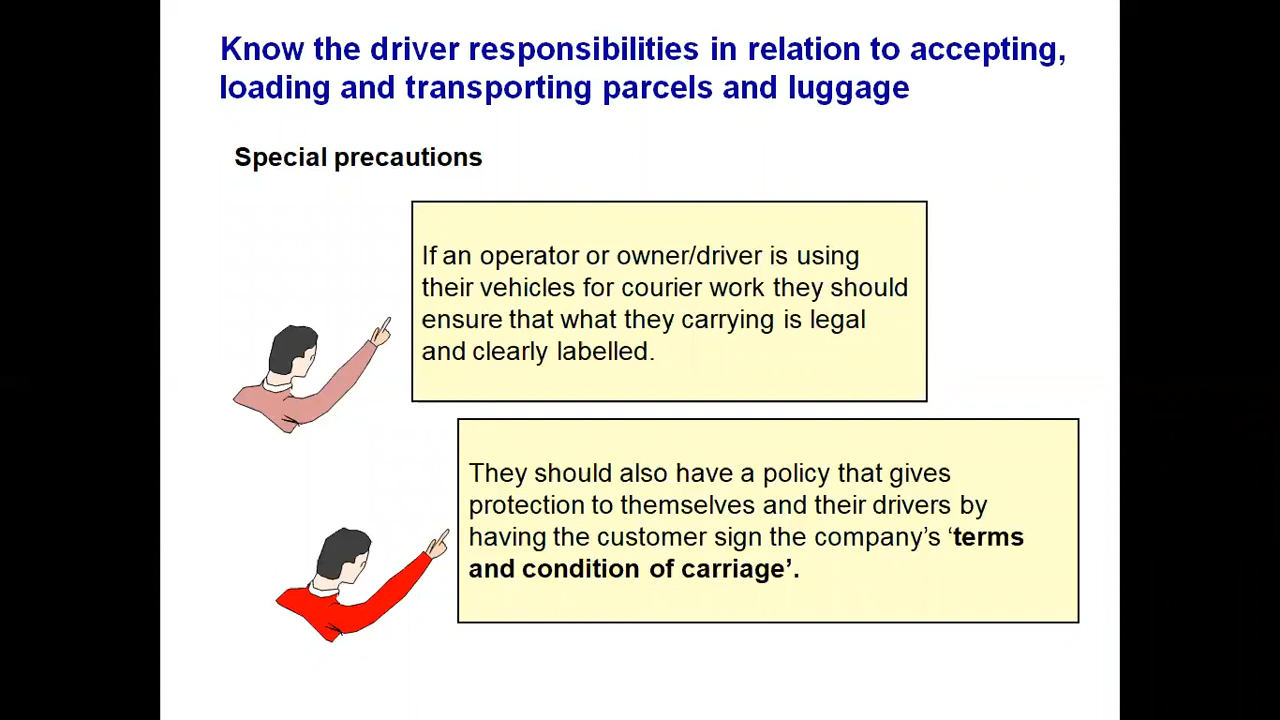 Know the driver responsibilities in relation to accepting,
loading and transporting parcels and luggage
Special precautions
If an operator or owner/driver is using
their vehicles for courier work they should
ensure that what they carrying is legal
and clearly labelled.
They should also have a policy that gives
protection to themselves and their drivers by
having the customer sign the company’s ‘terms
and condition of carriage’.